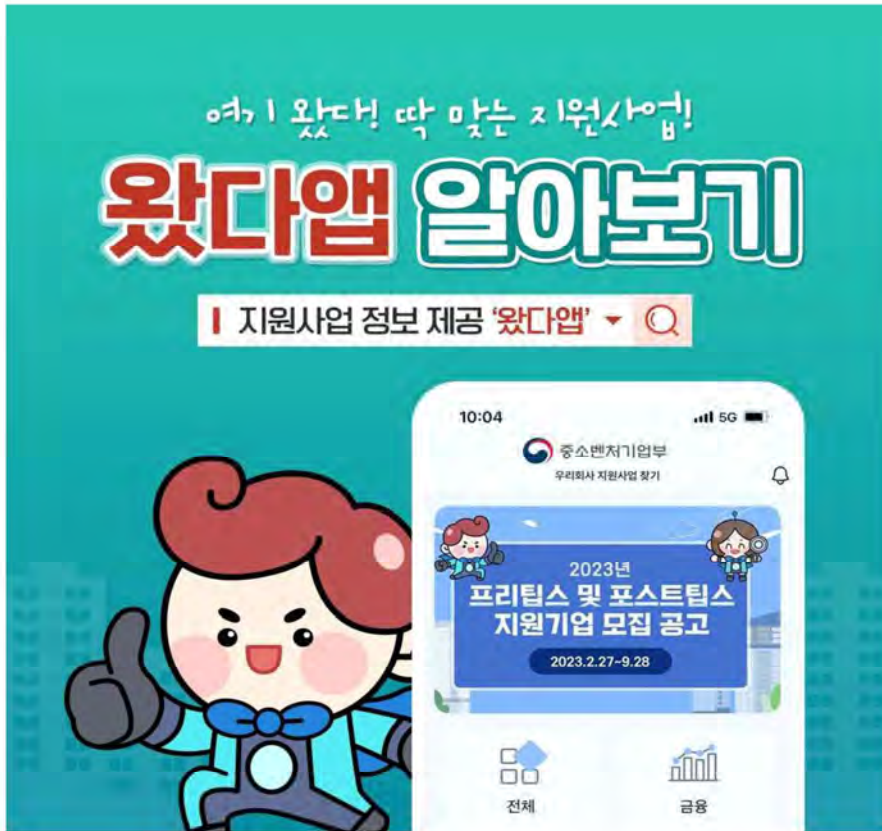 여기 왔다! 딱 맞는 지원사업!
왔다앱 알아보기
지원사업 정보 제공 '왔다앱'
10:04 5G
중소벤처기업부
우리회사 지원사업 찾기
2023년
프리팁스 및 포스트팁스
지원기업 모집 공고
2023.2.27-9.28
전체 금융